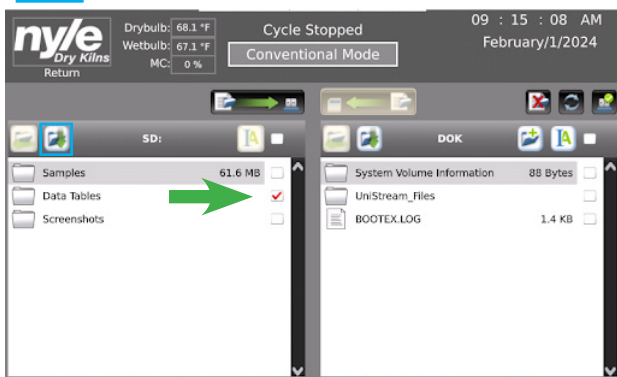 nyle
Dry Kilns
Return
Drybulb: 68.1 °F
Wetbulb: 67.1 °F
MC: 0 %
Cycle Stopped
Conventional Mode
09 : 15 : 08 AM
February/1/2024
SD:
A
Samples 61.6 MB
Data Tables
Screenshots
DOK
A
System Volume Information 88 Bytes
UniStream_Files
BOOTEX.LOG 1.4 KB